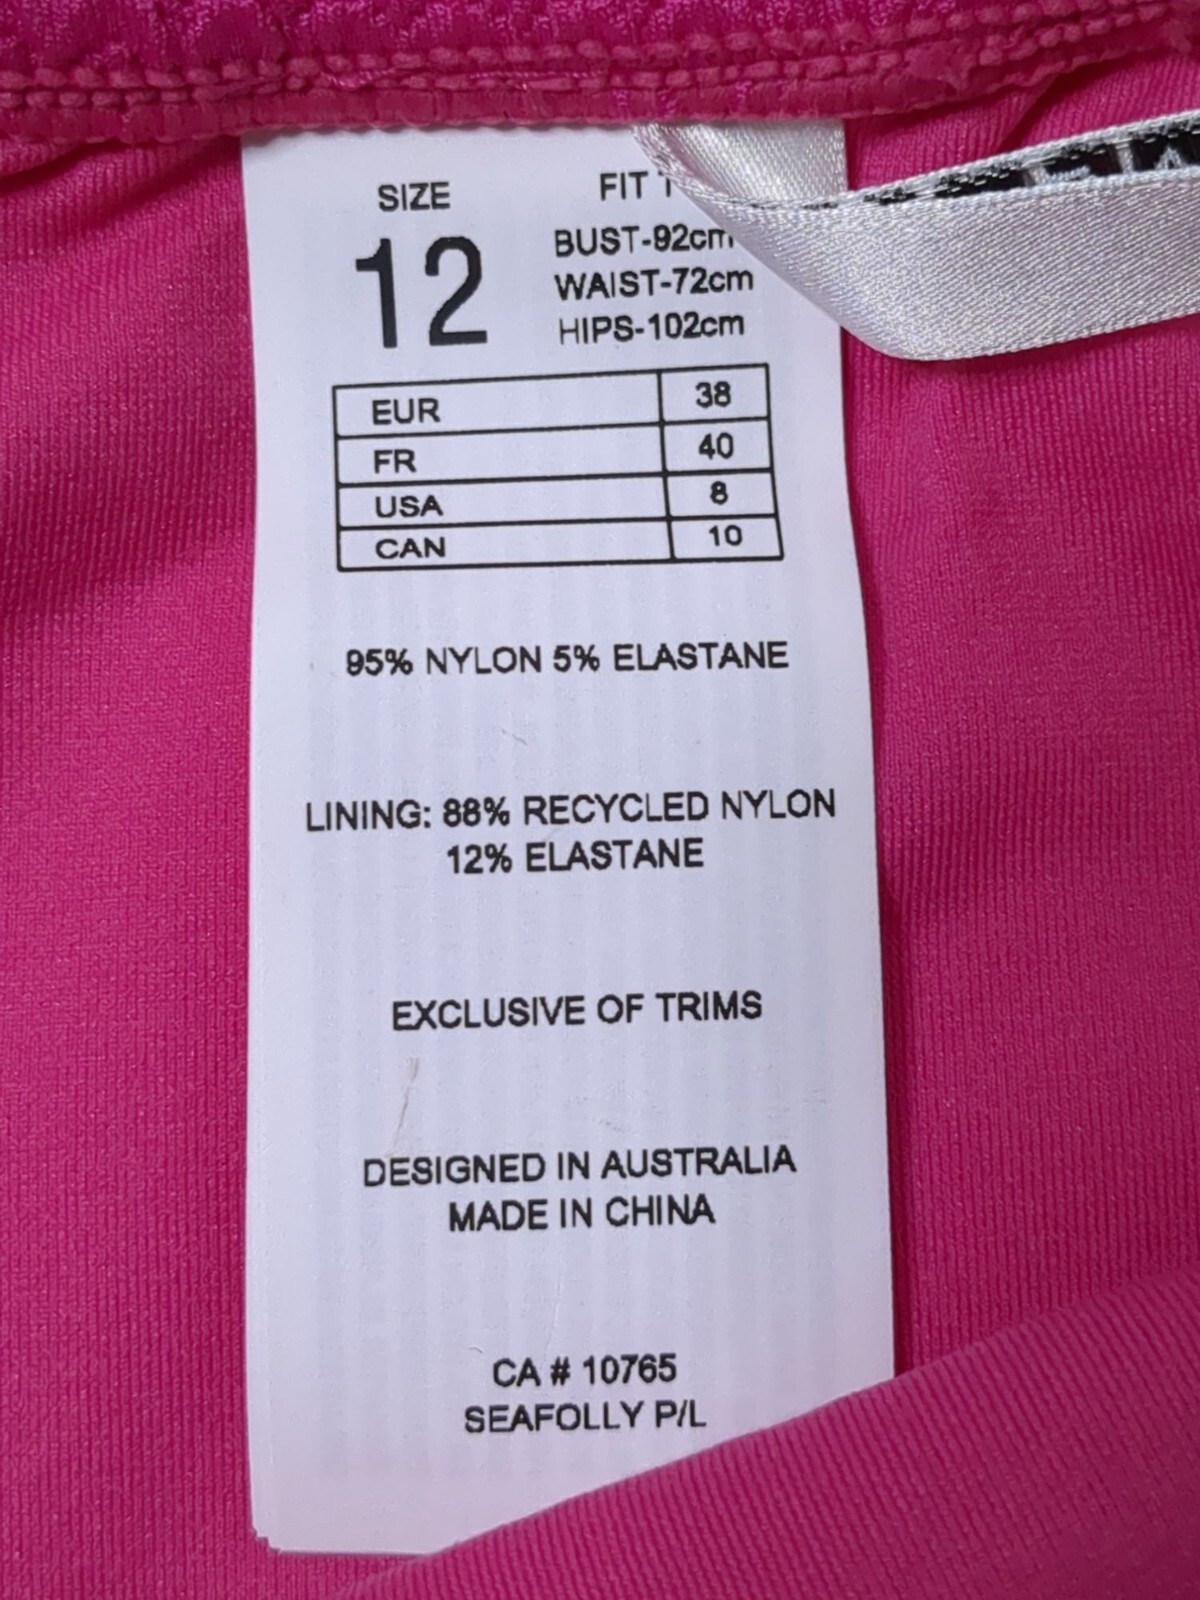 SIZE
12
FIT
BUST-92cm
WAIST-72cm
HIPS-102cm
EUR 38
FR 40
USA 8
CAN 10
95% NYLON 5% ELASTANE
LINING: 88% RECYCLED NYLON
12% ELASTANE
EXCLUSIVE OF TRIMS
DESIGNED IN AUSTRALIA
MADE IN CHINA
CA # 10765
SEAFOLLY P/L